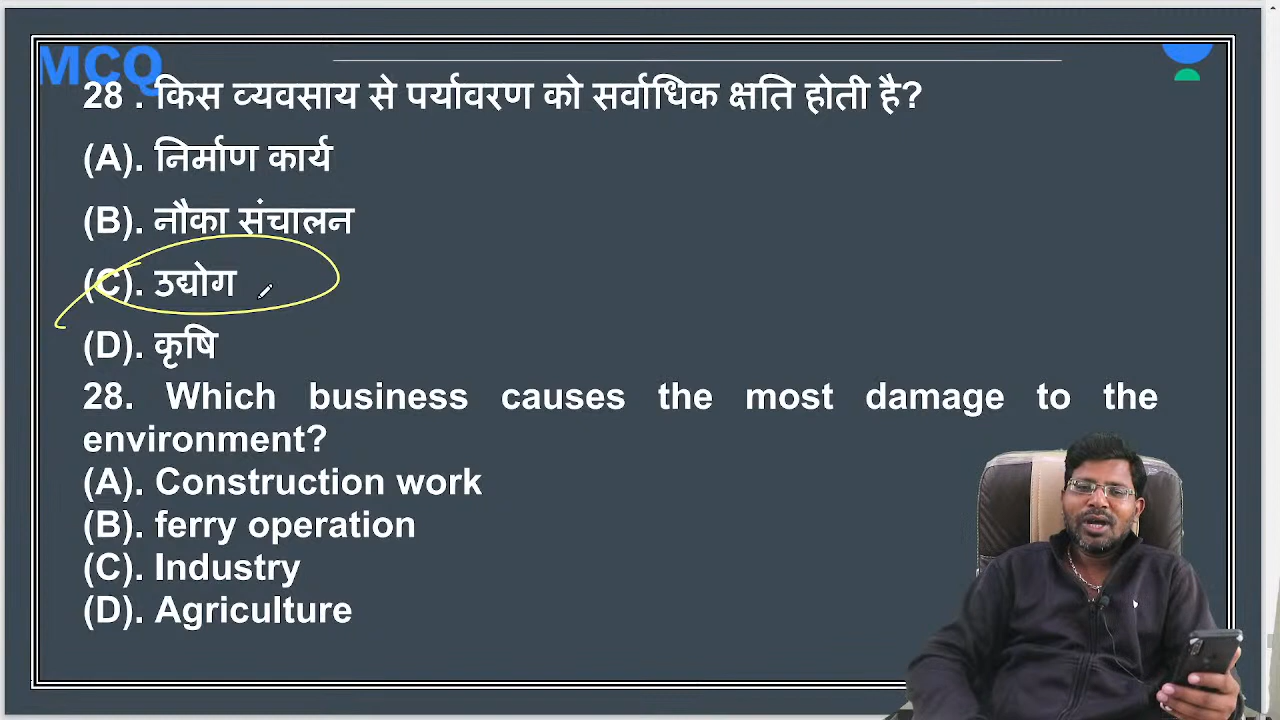 MCQ
28 . किस व्यवसाय से पर्यावरण को सर्वाधिक क्षति होती है?
(A). निर्माण कार्य
(B). नौका संचालन
(C). उद्योग
(D). कृषि
28. Which business causes the most damage to the
environment?
(A). Construction work
(B). ferry operation
(C). Industry
(D). Agriculture